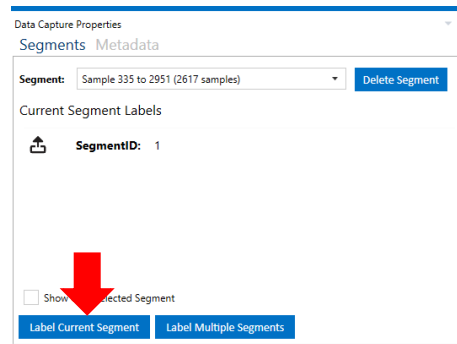 Data Capture Properties
Segments Metadata
Segment: Sample 335 to 2951 (2617 samples) Delete Segment
Current Segment Labels
SegmentID: 1
Show lected Segment
Label Current Segment Label Multiple Segments